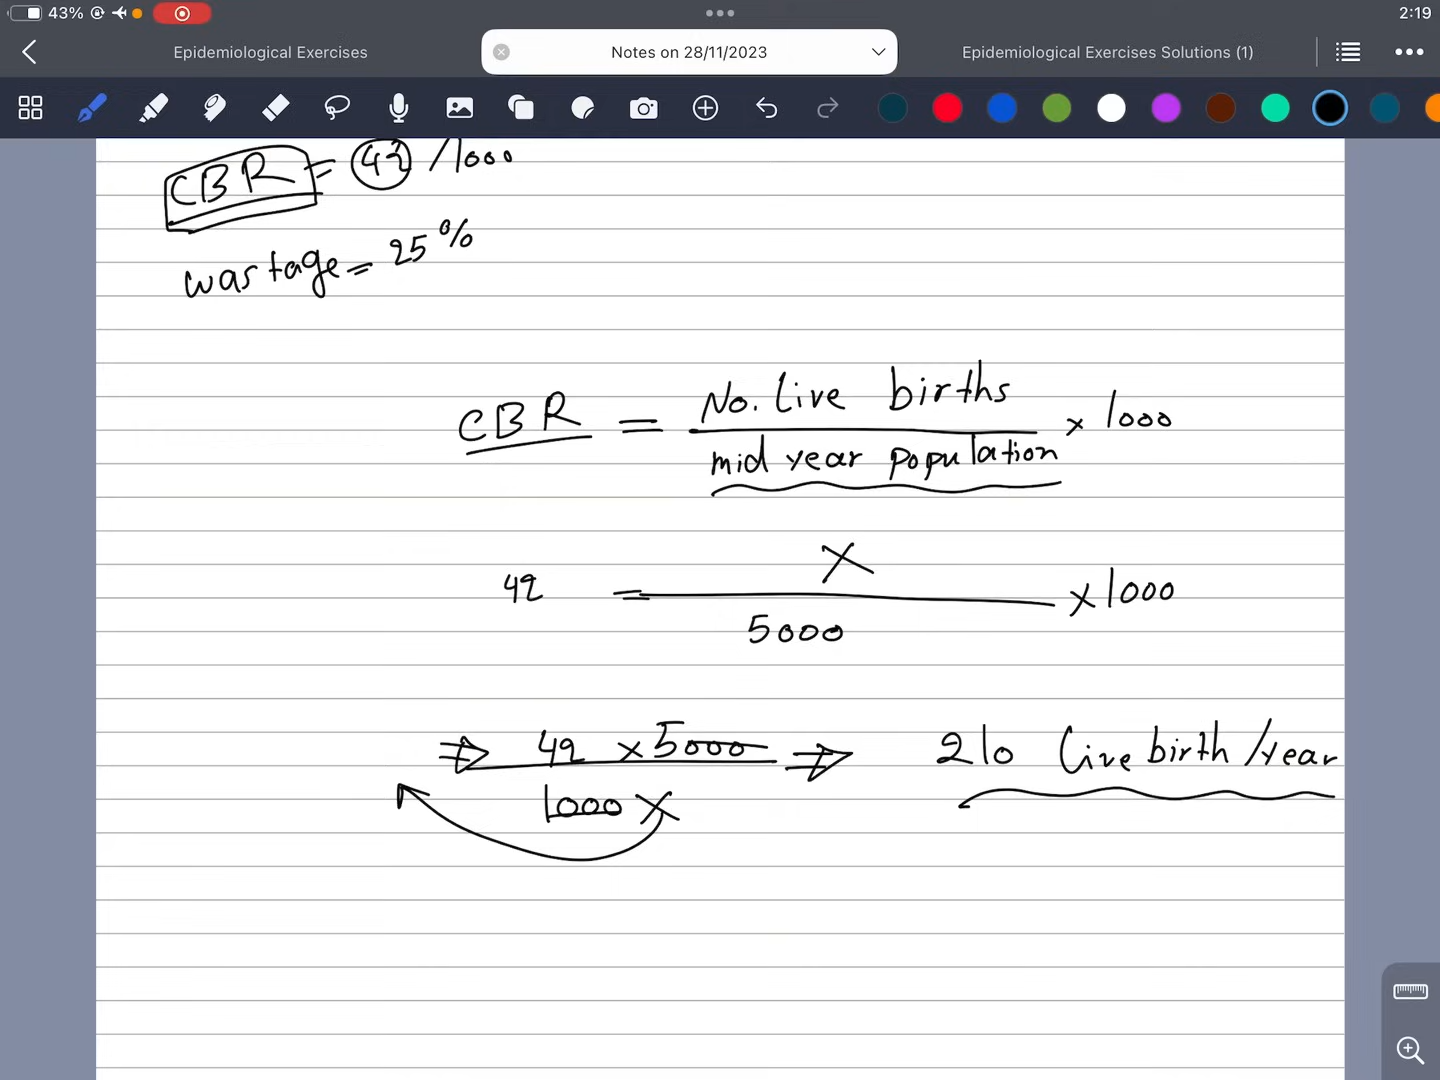 43% 2:19
Epidemiological Exercises Notes on 28/11/2023 Epidemiological Exercises Solutions (1)
CBR = 42 /1000
wastage = 25%
CBR = No. live births / mid year population × 1000
42 = X / 5000 × 1000
⇒ 42 × 5000 / 1000 X ⇒ 210 live birth/year